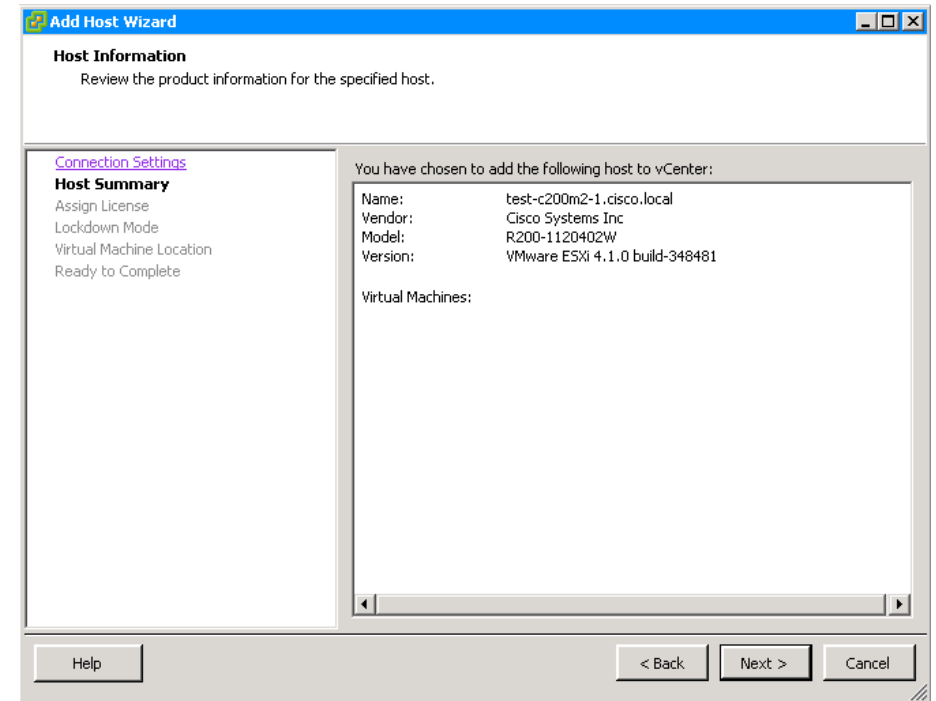 Add Host Wizard
Host Information
Review the product information for the specified host.
Connection Settings
Host Summary
Assign License
Lockdown Mode
Virtual Machine Location
Ready to Complete
You have chosen to add the following host to vCenter:
Name: test-c200m2-1.cisco.local
Vendor: Cisco Systems Inc
Model: R200-1120402W
Version: VMware ESXi 4.1.0 build-348481
Virtual Machines:
Help < Back Next > Cancel